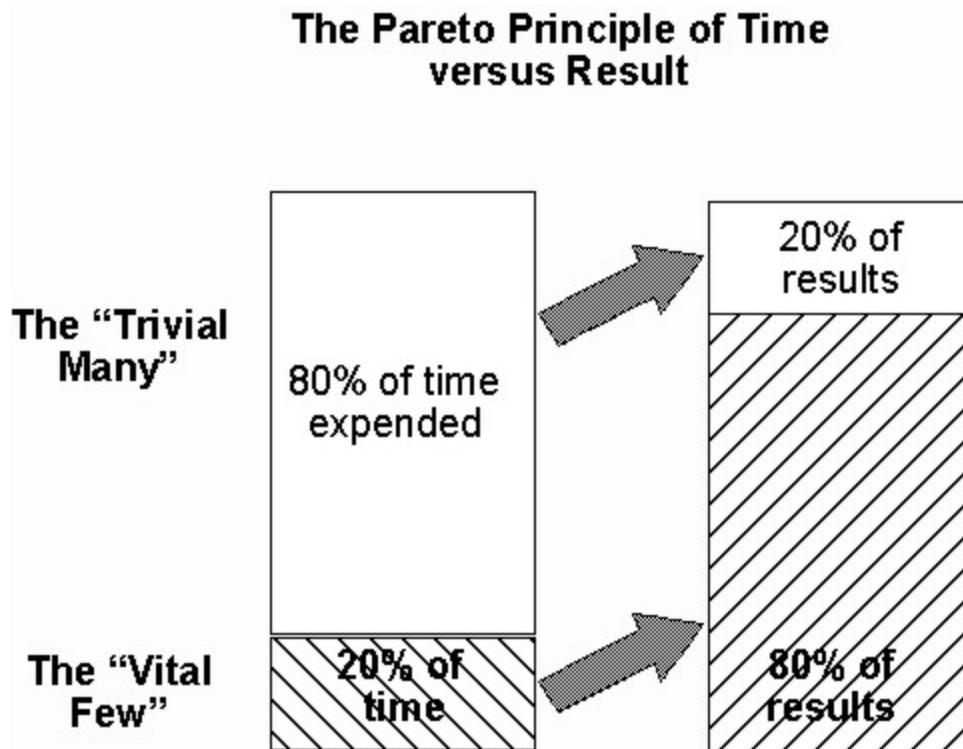 The Pareto Principle of Time
versus Result
The “Trivial
Many”
80% of time
expended
20% of
results
The “Vital
Few”
20% of
time
80% of
results